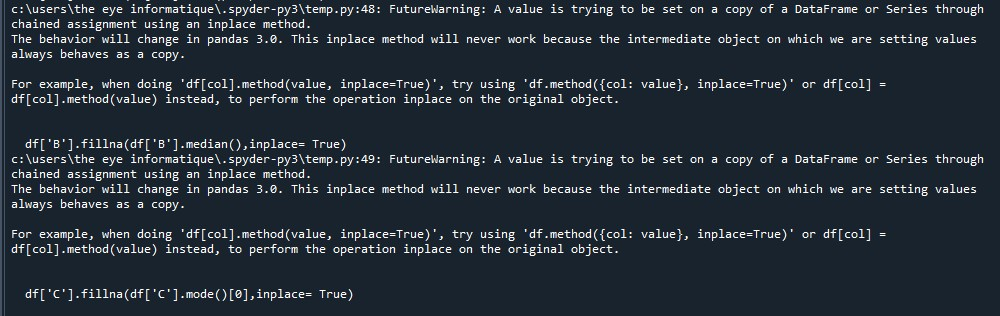 c:\users\the eye informatique\.spyder-py3\temp.py:48: FutureWarning: A value is trying to be set on a copy of a DataFrame or Series through
chained assignment using an inplace method.
The behavior will change in pandas 3.0. This inplace method will never work because the intermediate object on which we are setting values
always behaves as a copy.
For example, when doing 'df[col].method(value, inplace=True)', try using 'df.method({col: value}, inplace=True)' or df[col] =
df[col].method(value) instead, to perform the operation inplace on the original object.
df['B'].fillna(df['B'].median(),inplace= True)
c:\users\the eye informatique\.spyder-py3\temp.py:49: FutureWarning: A value is trying to be set on a copy of a DataFrame or Series through
chained assignment using an inplace method.
The behavior will change in pandas 3.0. This inplace method will never work because the intermediate object on which we are setting values
always behaves as a copy.
For example, when doing 'df[col].method(value, inplace=True)', try using 'df.method({col: value}, inplace=True)' or df[col] =
df[col].method(value) instead, to perform the operation inplace on the original object.
df['C'].fillna(df['C'].mode()[0],inplace= True)